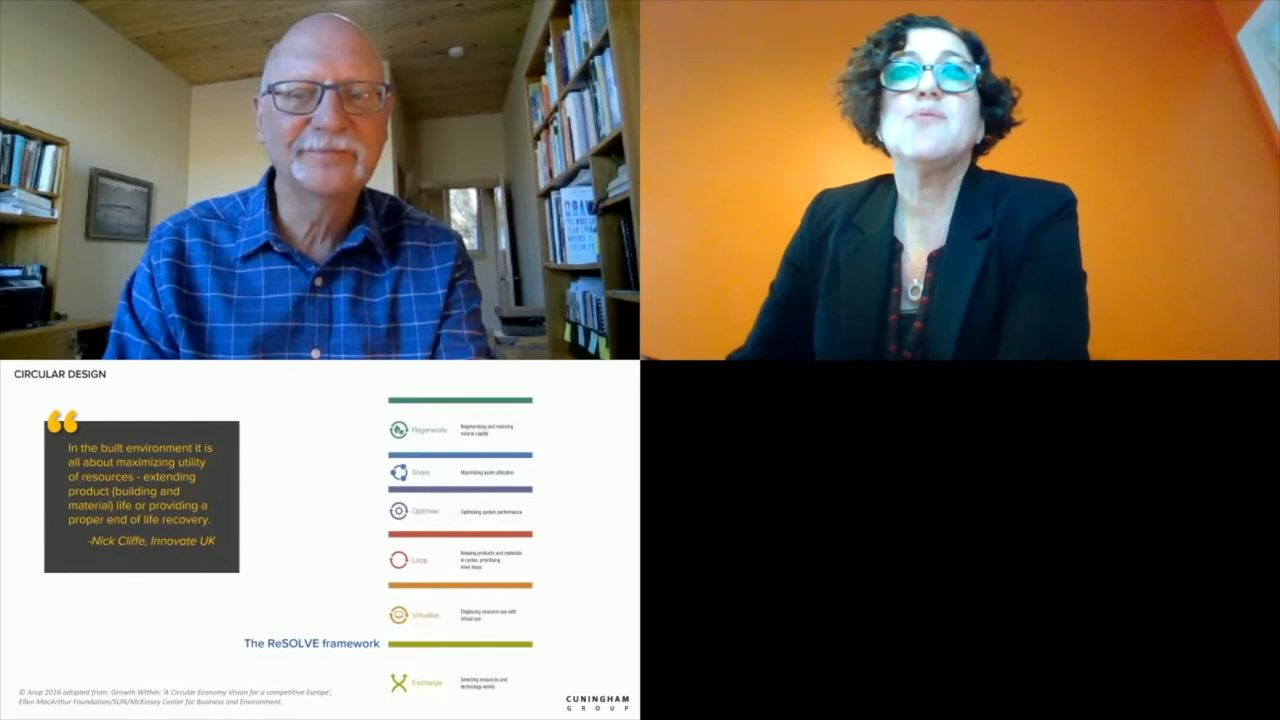 CIRCULAR DESIGN
“
In the built environment it is
all about maximizing utility
of resources - extending
product (building and
material) life or providing a
proper end of life recovery.
-Nick Cliffe, Innovate UK
The ReSOLVE framework
Regenerate
Regenerating and restoring
natural capital
Share
Maximizing asset utilization
Optimise
Optimising system performance
Loop
Keeping products and materials
in cycles, prioritising
inner loops
Virtualise
Displacing resource use with
virtual use
Exchange
Selecting resources and
technology wisely
© Arup 2016 adopted from: Growth Within: 'A Circular Economy Vision for a competitive Europe',
Ellen MacArthur Foundation/SUN/McKinsey Center for Business and Environment.
CUNINGHAM
GROUP